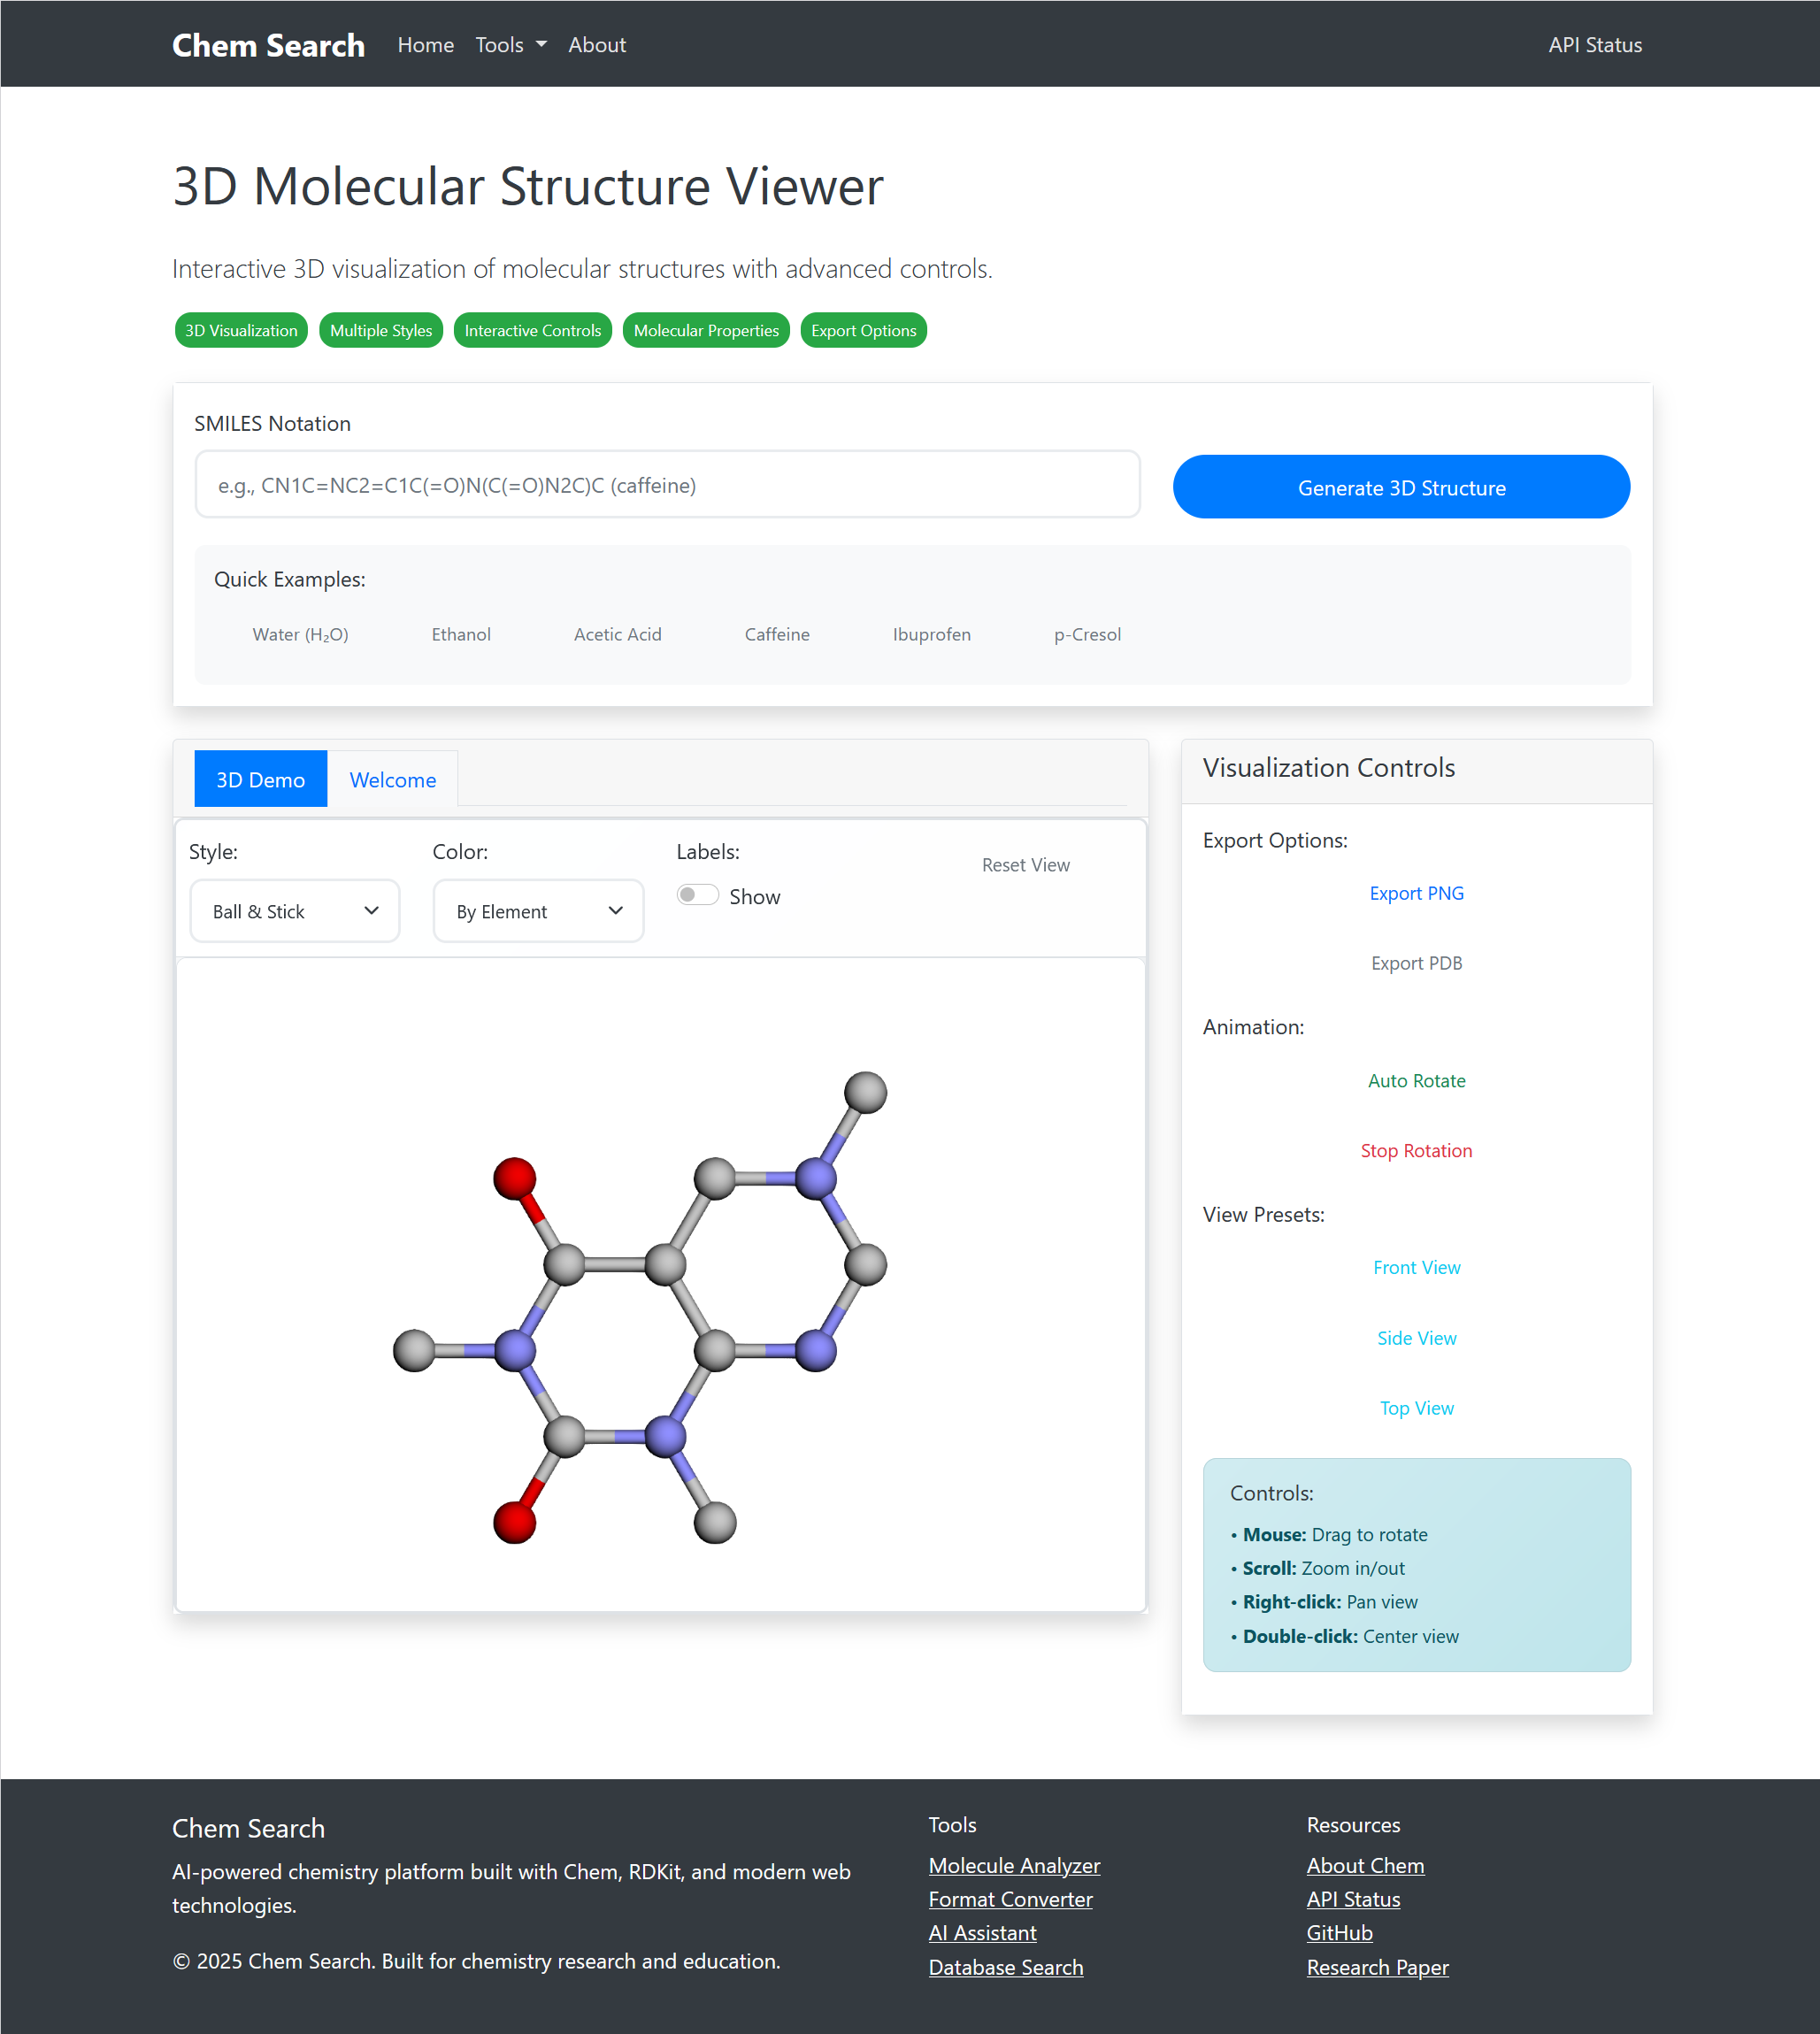 Chem Search
Home
Tools
About
API Status
3D Molecular Structure Viewer
Interactive 3D visualization of molecular structures with advanced controls.
3D Visualization
Multiple Styles
Interactive Controls
Molecular Properties
Export Options
SMILES Notation
e.g., CN1C=NC2=C1C(=O)N(C(=O)N2C)C (caffeine)
Generate 3D Structure
Quick Examples:
Water (H₂O)
Ethanol
Acetic Acid
Caffeine
Ibuprofen
p-Cresol
3D Demo
Welcome
Style:
Color:
Labels:
Reset View
Ball & Stick
By Element
Show
Visualization Controls
Export Options:
Export PNG
Export PDB
Animation:
Auto Rotate
Stop Rotation
View Presets:
Front View
Side View
Top View
Controls:
• Mouse: Drag to rotate
• Scroll: Zoom in/out
• Right-click: Pan view
• Double-click: Center view
Chem Search
AI-powered chemistry platform built with Chem, RDKit, and modern web
technologies.
© 2025 Chem Search. Built for chemistry research and education.
Tools
Molecule Analyzer
Format Converter
AI Assistant
Database Search
Resources
About Chem
API Status
GitHub
Research Paper